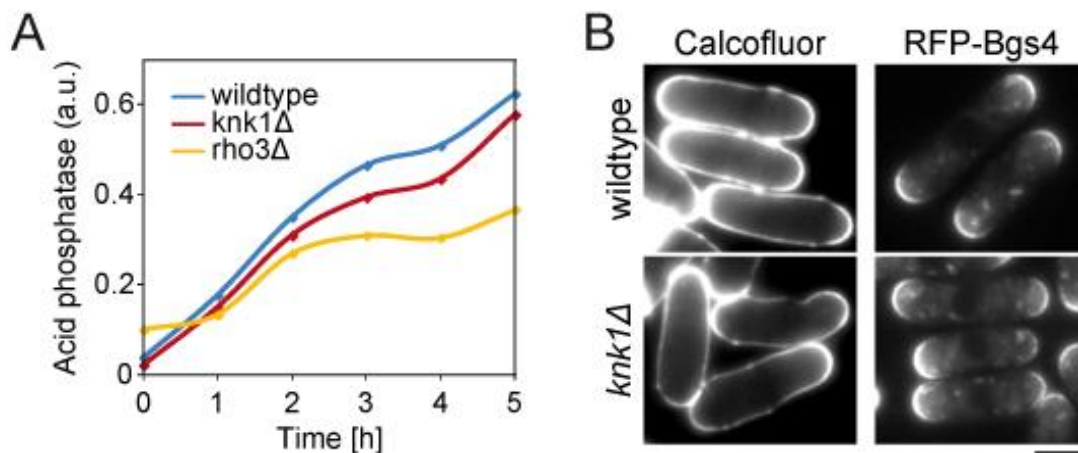 A
Acid phosphatase (a.u.)
0.6
0.4
0.2
0
wildtype
knk1Δ
rho3Δ
0 1 2 3 4 5
Time [h]
B
Calcofluor RFP-Bgs4
wildtype
knk1Δ